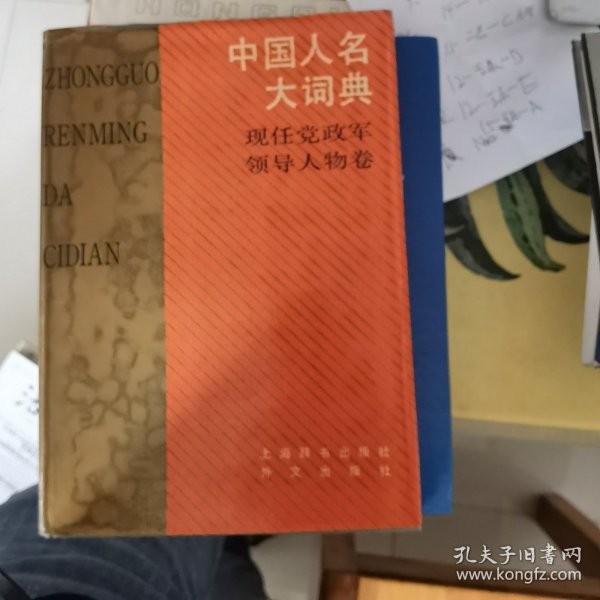 中国人名
大词典
现任党政军
领导人物卷
ZHONGGUO
RENMING
DA
CIDIAN
上海辞书出版社
外文出版社
孔夫子旧书网
www.kongfz.com